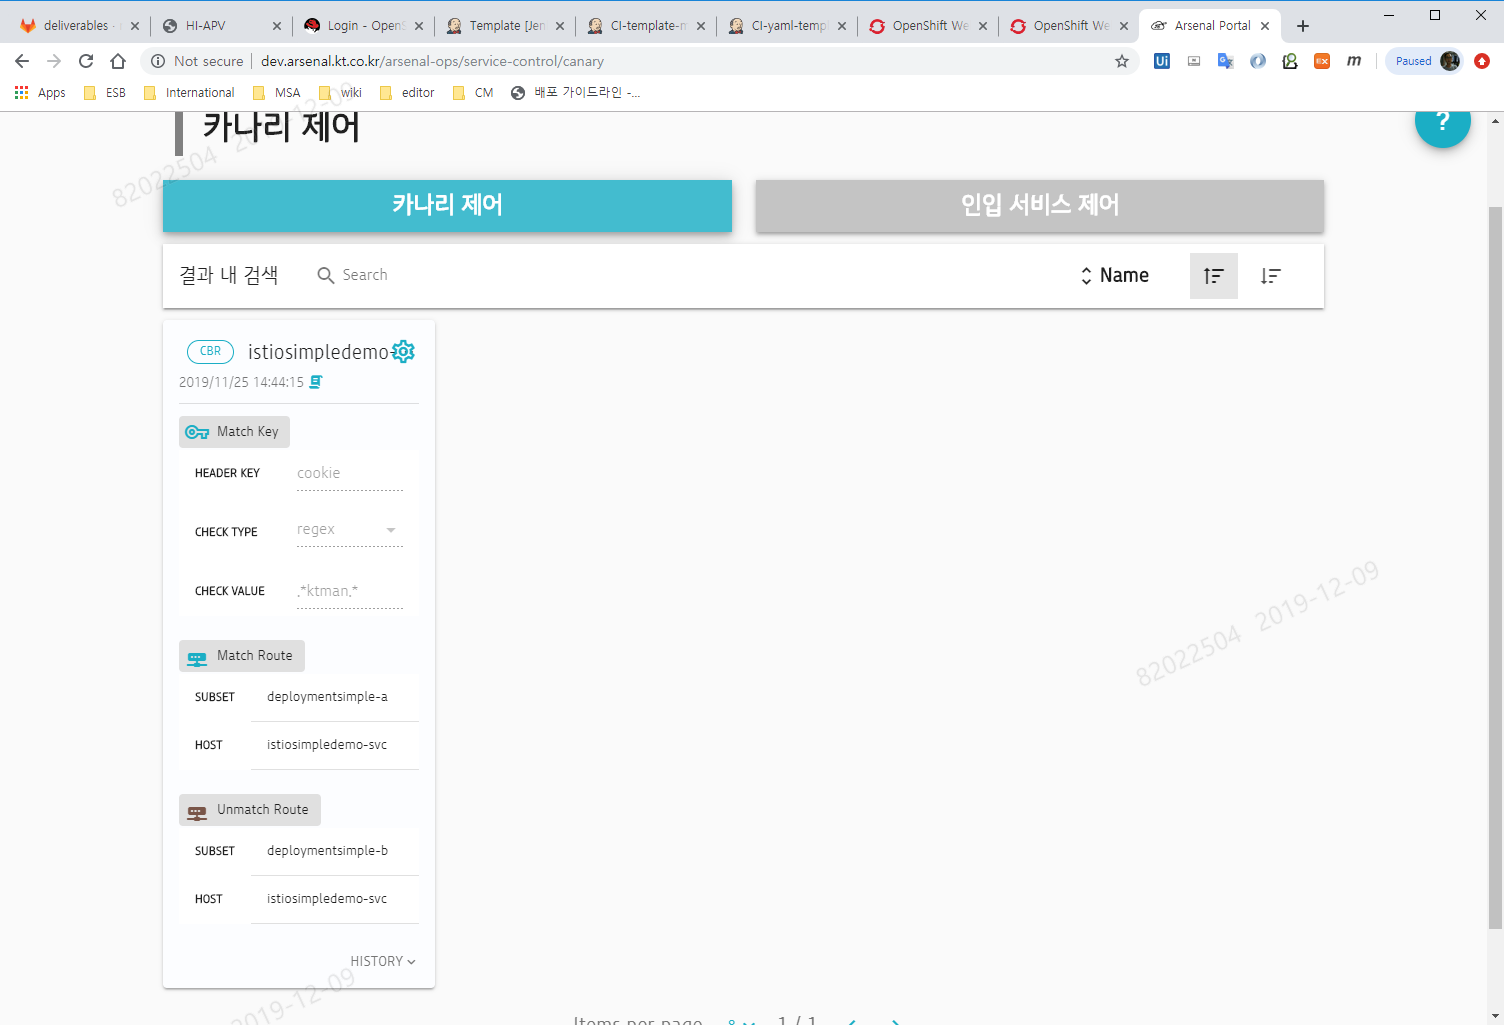 deliverables ·
HI-APV
Login - OpenS
Template [Jen
CI-template-m
CI-yaml-temp
OpenShift We
OpenShift We
Arsenal Portal
Not secure
dev.arsenal.kt.co.kr/arsenal-ops/service-control/canary
Paused
Apps
ESB
International
MSA
wiki
editor
CM
배포 가이드라인 -...
카나리 제어
?
82022504 2019-12-09
카나리 제어
인입 서비스 제어
결과 내 검색
Search
Name
CBR
istiosimpledemo-
2019/11/25 14:44:15
Match Key
HEADER KEY
cookie
CHECK TYPE
regex
CHECK VALUE
.*ktman.*
82022504 2019-12-09
Match Route
SUBSET
deploymentsimple-a
HOST
istiosimpledemo-svc
Unmatch Route
SUBSET
deploymentsimple-b
HOST
istiosimpledemo-svc
HISTORY
2019-12-09
Items per page
8
1 / 1